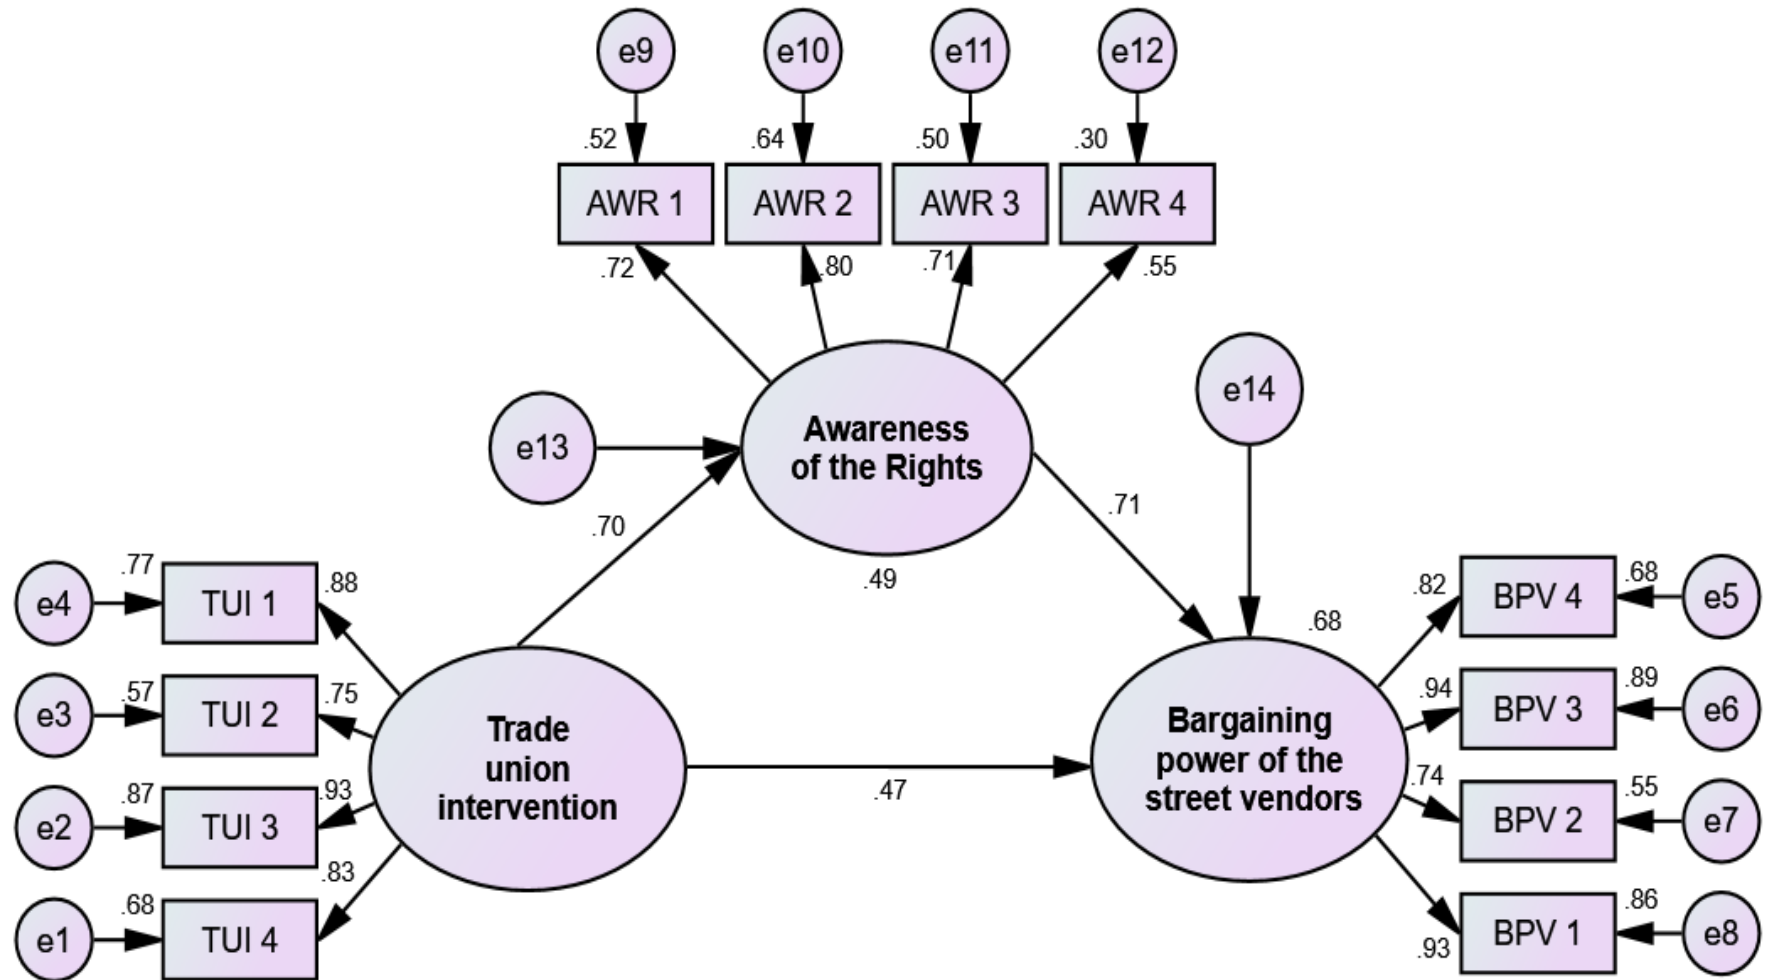 e9 e10 e11 e12
.52 .64 .50 .30
AWR 1 AWR 2 AWR 3 AWR 4
.72 .80 .71 .55
e14
Awareness
of the Rights
e13
.71
.70
.49
.77 .88
e4 TUI 1
.82 BPV 4 .68 e5
.68
.57 .75
e3 TUI 2
.94 BPV 3 .89 e6
Trade
union
intervention
Bargaining
power of the
street vendors
.47
.87 .93
e2 TUI 3
.74 BPV 2 .55 e7
.83
.68
e1 TUI 4
.93 BPV 1 .86 e8